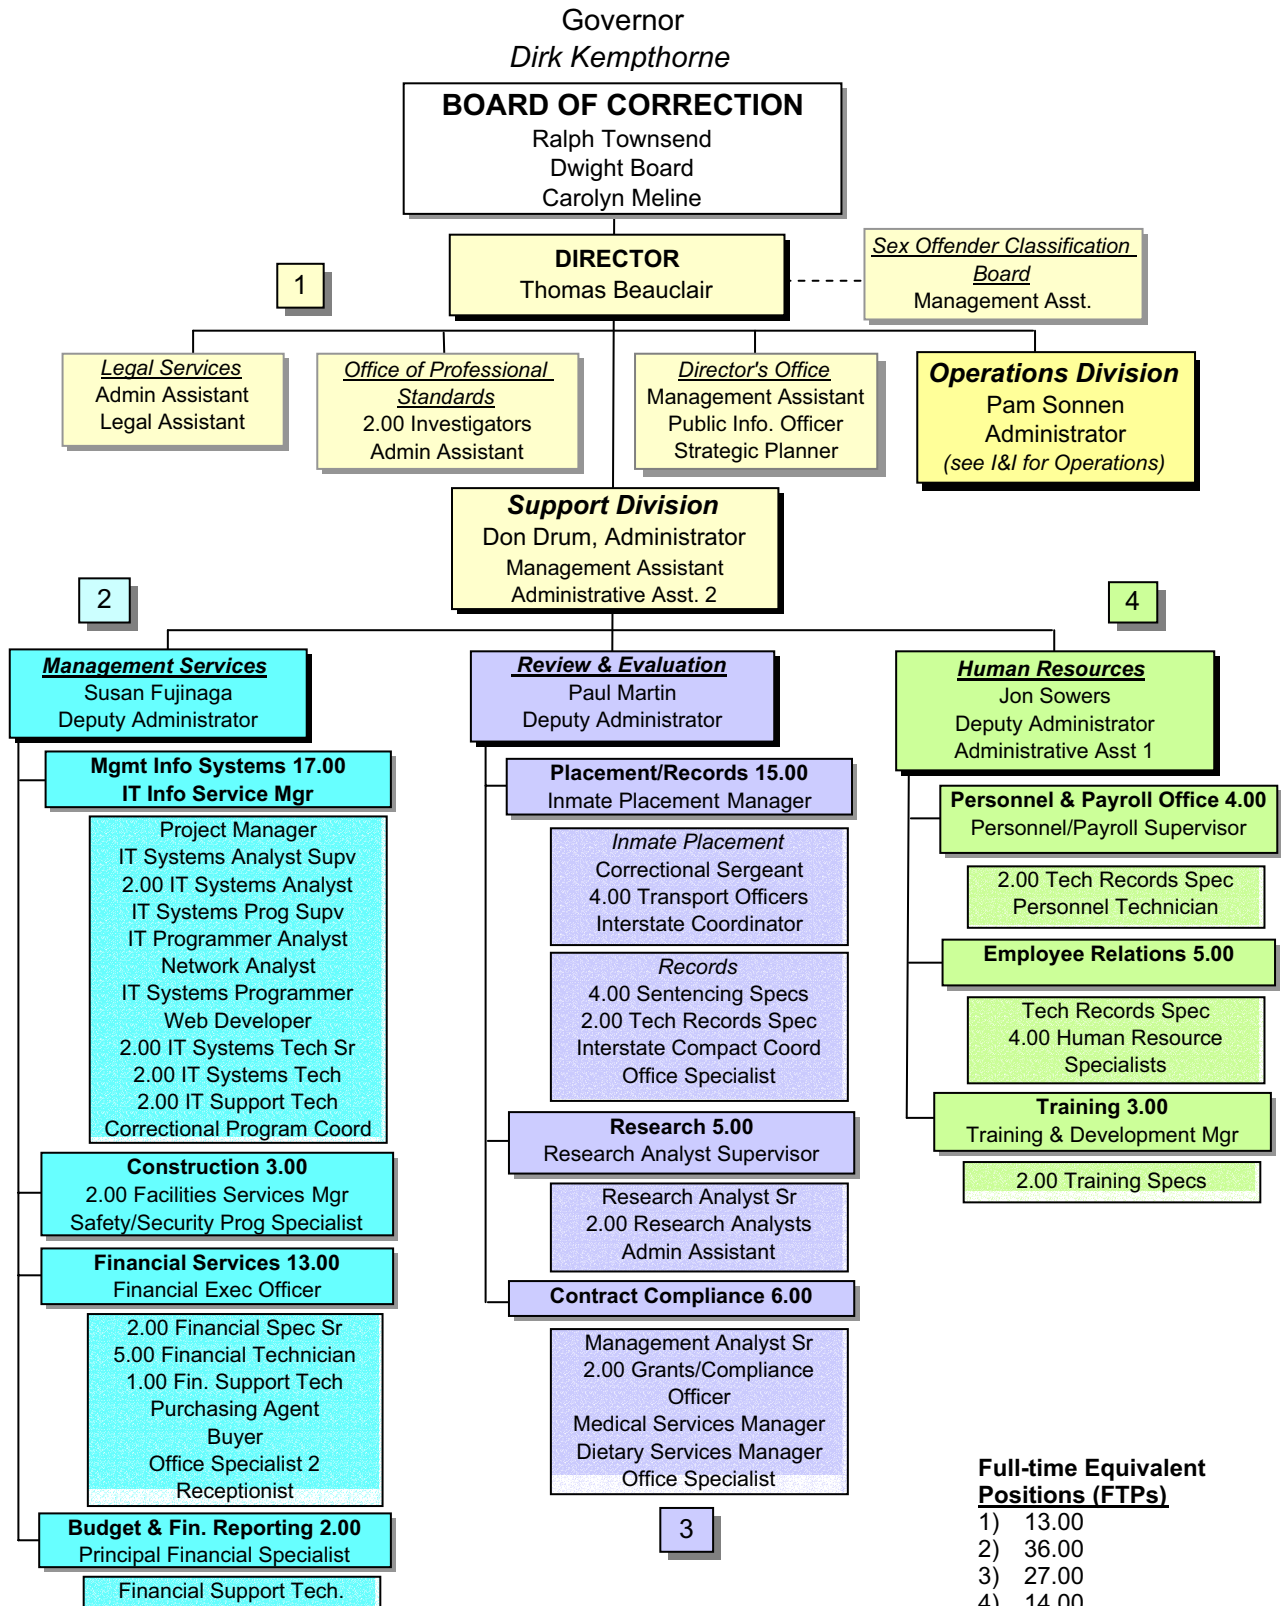 Governor
Dirk Kempthorne
BOARD OF CORRECTION
Ralph Townsend
Dwight Board
Carolyn Meline
DIRECTOR
Thomas Beauclair
Sex Offender Classification
Board
Management Asst.
1
Legal Services
Admin Assistant
Legal Assistant
Office of Professional
Standards
2.00 Investigators
Admin Assistant
Director's Office
Management Assistant
Public Info. Officer
Strategic Planner
Operations Division
Pam Sonnen
Administrator
(see I&I for Operations)
Support Division
Don Drum, Administrator
Management Assistant
Administrative Asst. 2
2
4
Management Services
Susan Fujinaga
Deputy Administrator
Mgmt Info Systems 17.00
IT Info Service Mgr
Project Manager
IT Systems Analyst Supv
2.00 IT Systems Analyst
IT Systems Prog Supv
IT Programmer Analyst
Network Analyst
IT Systems Programmer
Web Developer
2.00 IT Systems Tech Sr
2.00 IT Systems Tech
2.00 IT Support Tech
Correctional Program Coord
Construction 3.00
2.00 Facilities Services Mgr
Safety/Security Prog Specialist
Financial Services 13.00
Financial Exec Officer
2.00 Financial Spec Sr
5.00 Financial Technician
1.00 Fin. Support Tech
Purchasing Agent
Buyer
Office Specialist 2
Receptionist
Budget & Fin. Reporting 2.00
Principal Financial Specialist
Financial Support Tech.
Review & Evaluation
Paul Martin
Deputy Administrator
Placement/Records 15.00
Inmate Placement Manager
Inmate Placement
Correctional Sergeant
4.00 Transport Officers
Interstate Coordinator
Records
4.00 Sentencing Specs
2.00 Tech Records Spec
Interstate Compact Coord
Office Specialist
Research 5.00
Research Analyst Supervisor
Research Analyst Sr
2.00 Research Analysts
Admin Assistant
Contract Compliance 6.00
Management Analyst Sr
2.00 Grants/Compliance
Officer
Medical Services Manager
Dietary Services Manager
Office Specialist
3
Human Resources
Jon Sowers
Deputy Administrator
Administrative Asst 1
Personnel & Payroll Office 4.00
Personnel/Payroll Supervisor
2.00 Tech Records Spec
Personnel Technician
Employee Relations 5.00
Tech Records Spec
4.00 Human Resource
Specialists
Training 3.00
Training & Development Mgr
2.00 Training Specs
Full-time Equivalent
Positions (FTPs)
1) 13.00
2) 36.00
3) 27.00
4) 14.00